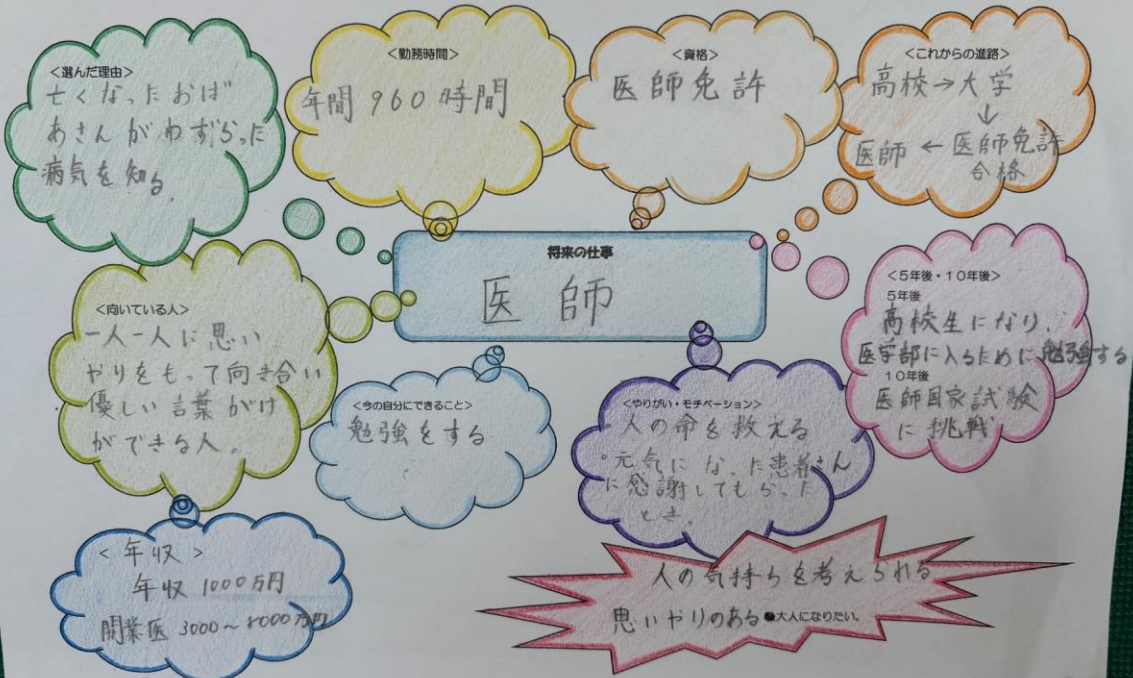 <選んだ理由>
亡くなったおば
あさんがわずらった
病気を知る。
<勤務時間>
年間960時間
<資格>
医師免許
<これからの進路>
高校→大学
↓
医師←医師免許
合格
将来の仕事
医師
<向いている人>
一人一人に思い
やりをもって向き合い
優しい言葉がけ
ができる人。
<今の自分にできること>
勉強をする
<やりがい・モチベーション>
人の命を救える
・元気になった患者さん
に感謝してもらった
とき。
<5年後・10年後>
5年後
高校生になり、
医学部に入るために勉強する
10年後
医師国家試験
に挑戦
<年収>
年収1000万円
開業医 3000~8000万円
人の気持ちを考えられる
思いやりのある●大人になりたい。